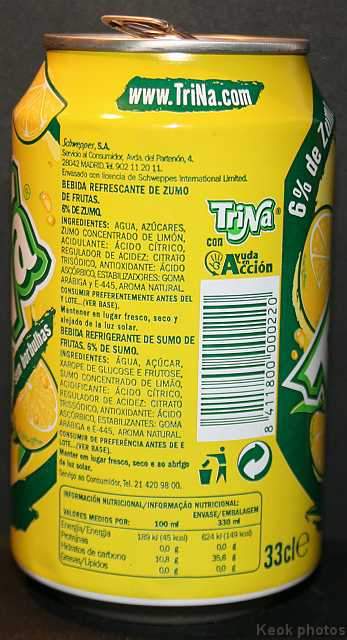 www.TriNa.com
Schweppes, S.A.
Servicio al Consumidor, Avda. del Partenón, 4.
28042 MADRID. Tel. 902 11 20 11.
Envasado con licencia de Schweppes International Limited.
BEBIDA REFRESCANTE DE ZUMO
DE FRUTAS.
6% DE ZUMO.
INGREDIENTES: AGUA, AZÚCARES,
ZUMO CONCENTRADO DE LIMÓN,
ACIDULANTE: ÁCIDO CÍTRICO,
REGULADOR DE ACIDEZ: CITRATO
TRISÓDICO, ANTIOXIDANTE: ÁCIDO
ASCÓRBICO, ESTABILIZADORES: GOMA
ARÁBIGA y E-445, AROMA NATURAL.
CONSUMIR PREFERENTEMENTE ANTES DEL
Y LOTE...(VER BASE).
Mantener en lugar fresco, seco y
alejado de la luz solar.
BEBIDA REFRIGERANTE DE SUMO DE
FRUTAS, 6% DE SUMO.
INGREDIENTES: ÁGUA, AÇUCAR,
XAROPE DE GLUCOSE E FRUTOSE,
SUMO CONCENTRADO DE LIMÃO,
ACIDIFICANTE: ÁCIDO CÍTRICO,
REGULADOR DE ACIDEZ: CITRATO
TRISSÓDICO, ANTIOXIDANTE: ÁCIDO
ASCÓRBICO, ESTABILIZANTES: GOMA
ARÁBIGA e E-445, AROMA NATURAL.
CONSUMIR DE PREFERÊNCIA ANTES DE E
LOTE...(VER BASE).
Manter em lugar fresco, seco e ao abrigo
da luz solar.
Serviço ao Consumidor, Tel. 21 420 98 00.
TriNa®
con
Ayuda
en
Acción
6% de
8 411800 000220
borbujhas
INFORMACIÓN NUTRICIONAL/INFORMAÇÃO NUTRICIONAL:
VALORES MEDIOS POR: 100 ml ENVASE/EMBALAGEM 330 ml
Energía/Energia 189 kJ (45 kcal) 624 kJ (149 kcal)
Proteínas 0,0 g 0,0 g
Hidratos de carbono 10,8 g 35,6 g
Grasas/Lípidos 0,0 g 0,0 g
33cl e
Keok photos